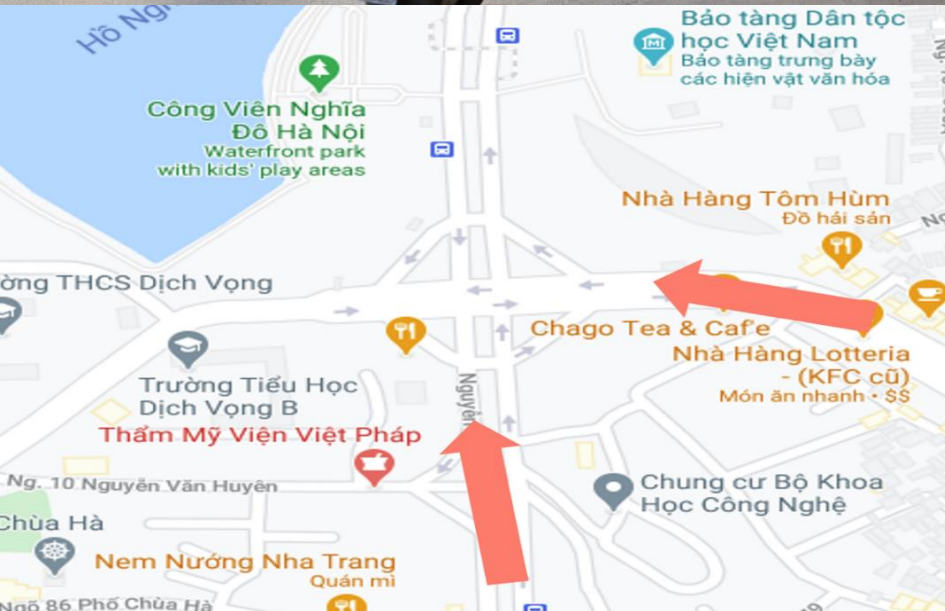 Hồ Ngh
Bảo tàng Dân tộc
học Việt Nam
Bảo tàng trưng bày
các hiện vật văn hóa
Công Viên Nghĩa
Đô Hà Nội
Waterfront park
with kids' play areas
Nhà Hàng Tôm Hùm
Đồ hải sản
ờng THCS Dịch Vọng
Chago Tea & Cafe
Nhà Hàng Lotteria
- (KFC cũ)
Món ăn nhanh • $$
Trường Tiểu Học
Dịch Vọng B
Nguyễn
Thẩm Mỹ Viện Việt Pháp
Ng. 10 Nguyễn Văn Huyên
Chung cư Bộ Khoa
Học Công Nghệ
Chùa Hà
Nem Nướng Nha Trang
Quán mì
Ngõ 86 Phố Chùa Hà